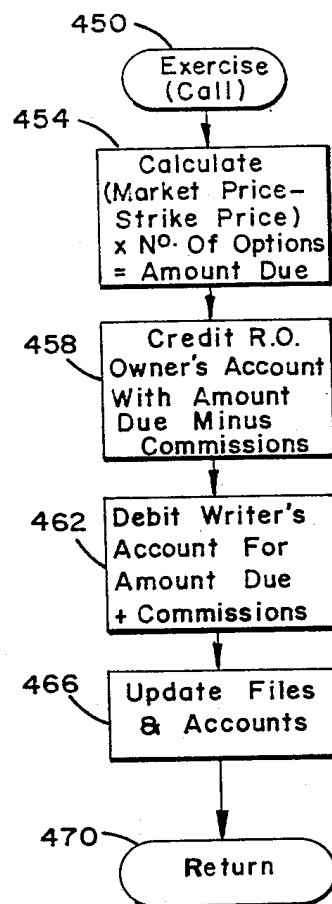 450
Exercise
(Call)
454
Calculate
(Market Price-
Strike Price)
x Nº. Of Options
= Amount Due
458
Credit R.O.
Owner's Account
With Amount
Due Minus
Commissions
462
Debit Writer's
Account For
Amount Due
+ Commissions
466
Update Files
& Accounts
470
Return